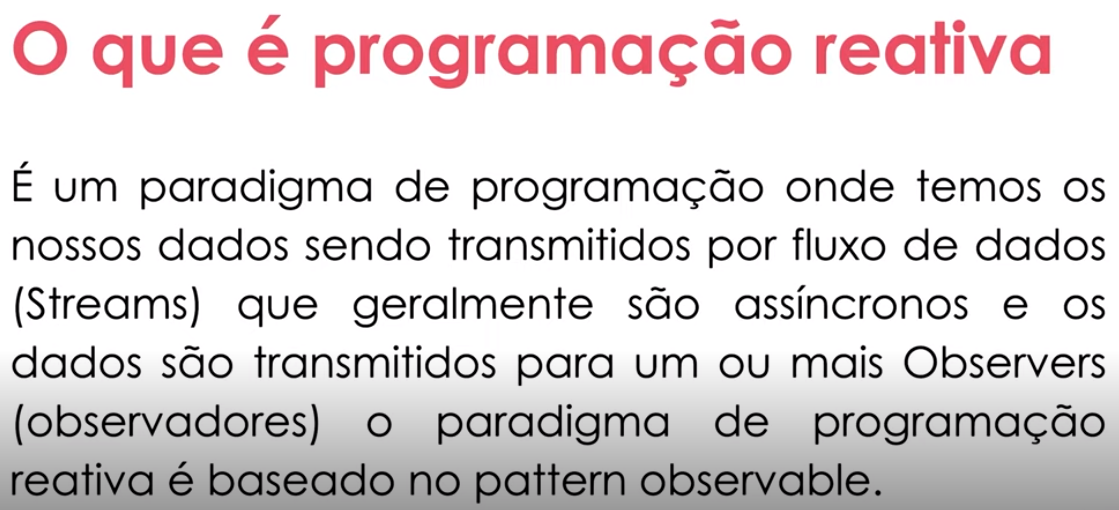 O que é programação reativa
É um paradigma de programação onde temos os
nossos dados sendo transmitidos por fluxo de dados
(Streams) que geralmente são assíncronos e os
dados são transmitidos para um ou mais Observers
(observadores) o paradigma de programação
reativa é baseado no pattern observable.